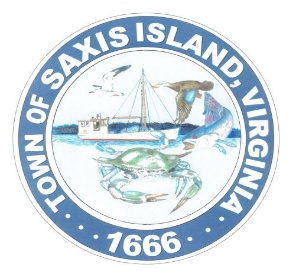 TOWN OF SAXIS ISLAND, VIRGINIA
1666